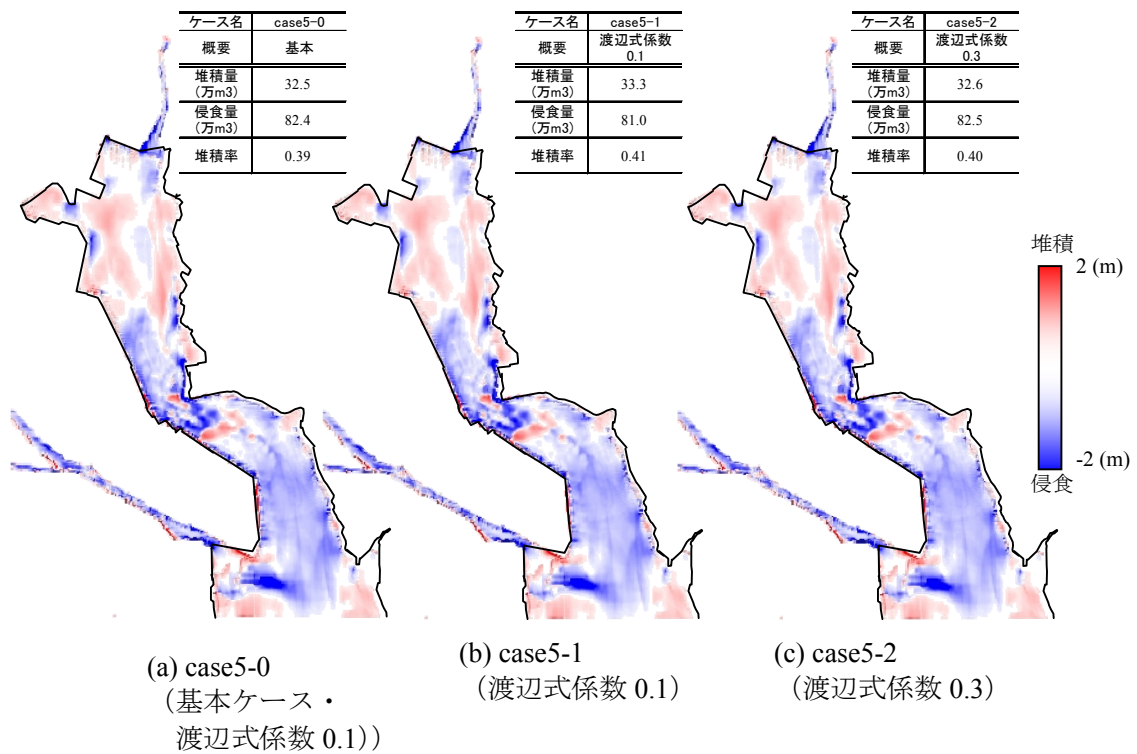 ケース名 case5-0
概要 基本
堆積量
(万m3) 32.5
侵食量
(万m3) 82.4
堆積率 0.39
ケース名 case5-1
概要 渡辺式係数
0.1
堆積量
(万m3) 33.3
侵食量
(万m3) 81.0
堆積率 0.41
ケース名 case5-2
概要 渡辺式係数
0.3
堆積量
(万m3) 32.6
侵食量
(万m3) 82.5
堆積率 0.40
堆積
2 (m)
-2 (m)
侵食
(a) case5-0
（基本ケース・
渡辺式係数 0.1））
(b) case5-1
（渡辺式係数 0.1）
(c) case5-2
（渡辺式係数 0.3）